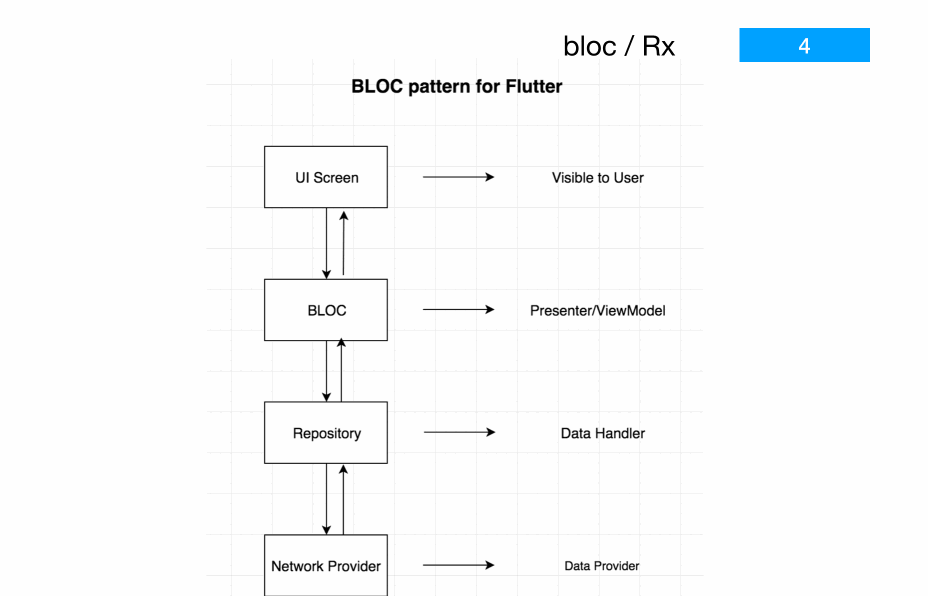 bloc / Rx
4
BLOC pattern for Flutter
UI Screen
Visible to User
BLOC
Presenter/ViewModel
Repository
Data Handler
Network Provider
Data Provider